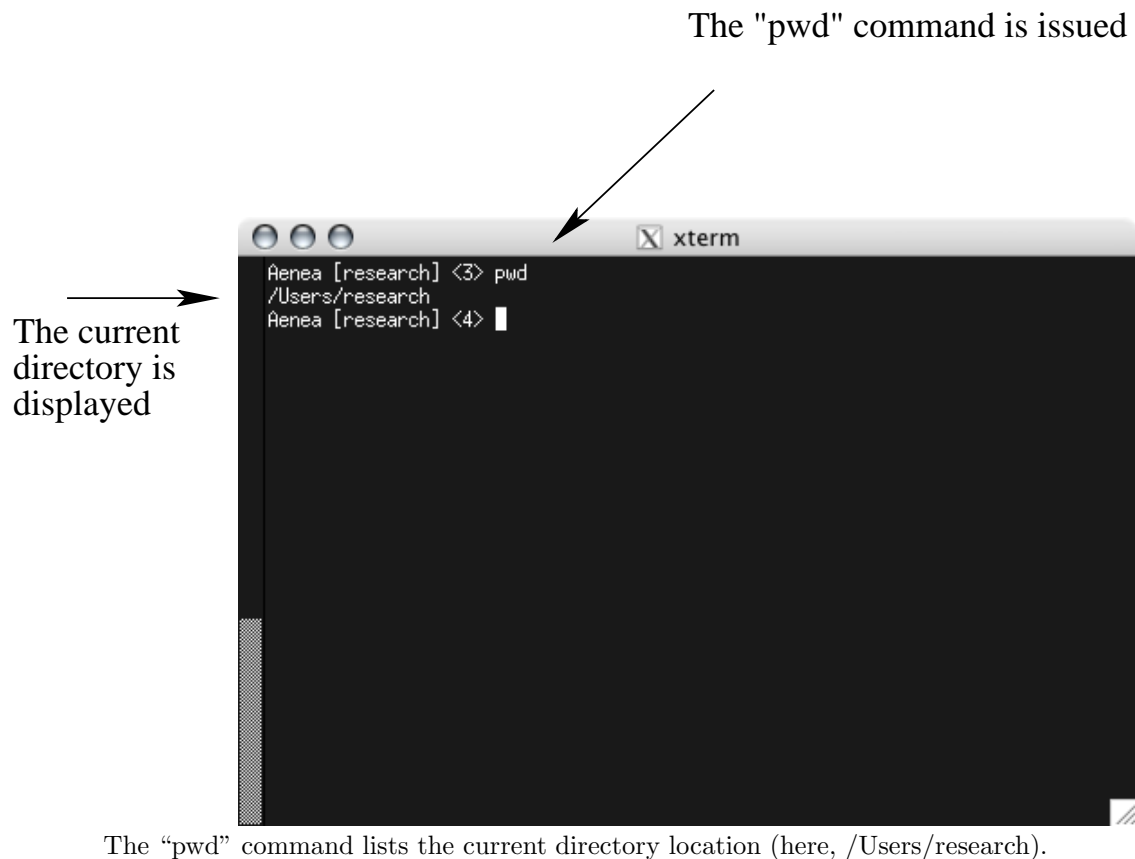 The "pwd" command is issued
X xterm
Aenea [research] <3> pwd
/Users/research
Aenea [research] <4>
The current
directory is
displayed
The “pwd” command lists the current directory location (here, /Users/research).